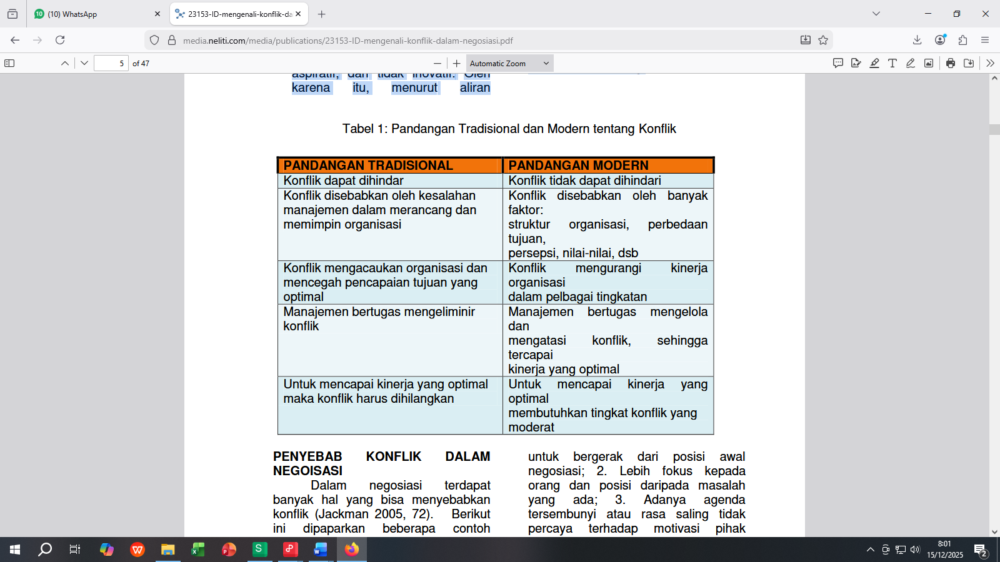 (10) WhatsApp
23153-ID-mengenali-konflik-da
media.neliti.com/media/publications/23153-ID-mengenali-konflik-dalam-negosiasi.pdf
5 of 47
Automatic Zoom
karena itu, menurut aliran
Tabel 1: Pandangan Tradisional dan Modern tentang Konflik
PANDANGAN TRADISIONAL
PANDANGAN MODERN
Konflik dapat dihindar
Konflik tidak dapat dihindari
Konflik disebabkan oleh kesalahan
manajemen dalam merancang dan
memimpin organisasi
Konflik disebabkan oleh banyak
faktor:
struktur organisasi, perbedaan
tujuan,
persepsi, nilai-nilai, dsb
Konflik mengacaukan organisasi dan
mencegah pencapaian tujuan yang
optimal
Konflik mengurangi kinerja
organisasi
dalam pelbagai tingkatan
Manajemen bertugas mengeliminir
konflik
Manajemen bertugas mengelola
dan
mengatasi konflik, sehingga
tercapai
kinerja yang optimal
Untuk mencapai kinerja yang optimal
maka konflik harus dihilangkan
Untuk mencapai kinerja yang
optimal
membutuhkan tingkat konflik yang
moderat
PENYEBAB KONFLIK DALAM
NEGOISASI
Dalam negosiasi terdapat
banyak hal yang bisa menyebabkan
konflik (Jackman 2005, 72). Berikut
ini dipaparkan beberapa contoh
untuk bergerak dari posisi awal
negosiasi; 2. Lebih fokus kepada
orang dan posisi daripada masalah
yang ada; 3. Adanya agenda
tersembunyi atau rasa saling tidak
percaya terhadap motivasi pihak
8:01
15/12/2025
2